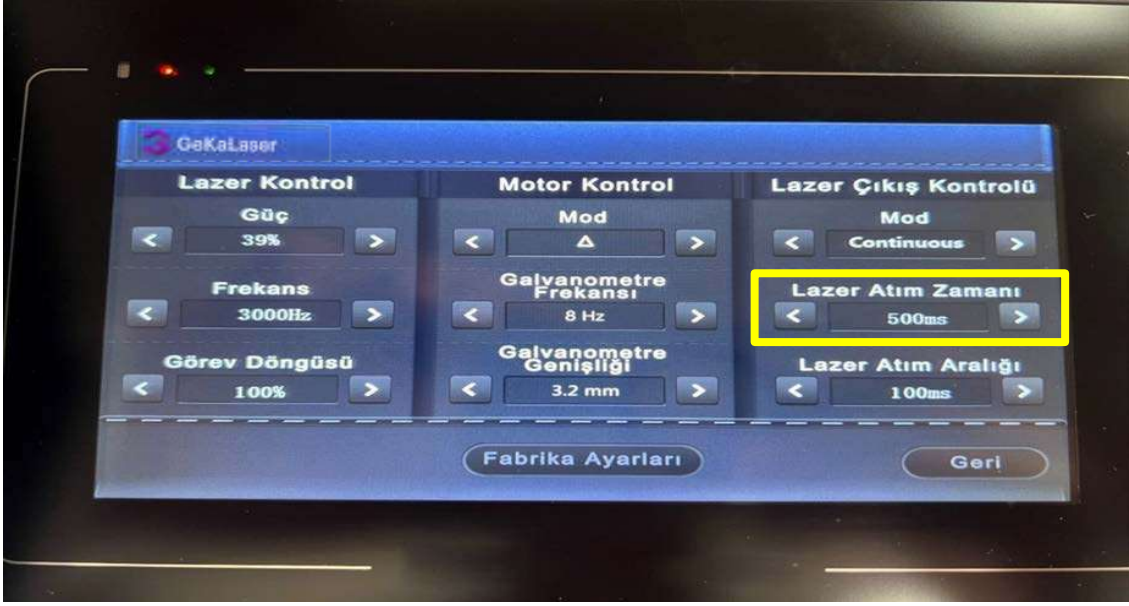 GeKaLaser
Lazer Kontrol
Güç
39%
Frekans
3000Hz
Görev Döngüsü
100%
Motor Kontrol
Mod
Δ
Galvanometre
Frekansı
8 Hz
Galvanometre
Genişliği
3.2 mm
Lazer Çıkış Kontrolü
Mod
Continuous
Lazer Atım Zamanı
500ms
Lazer Atım Aralığı
100ms
Fabrika Ayarları
Geri